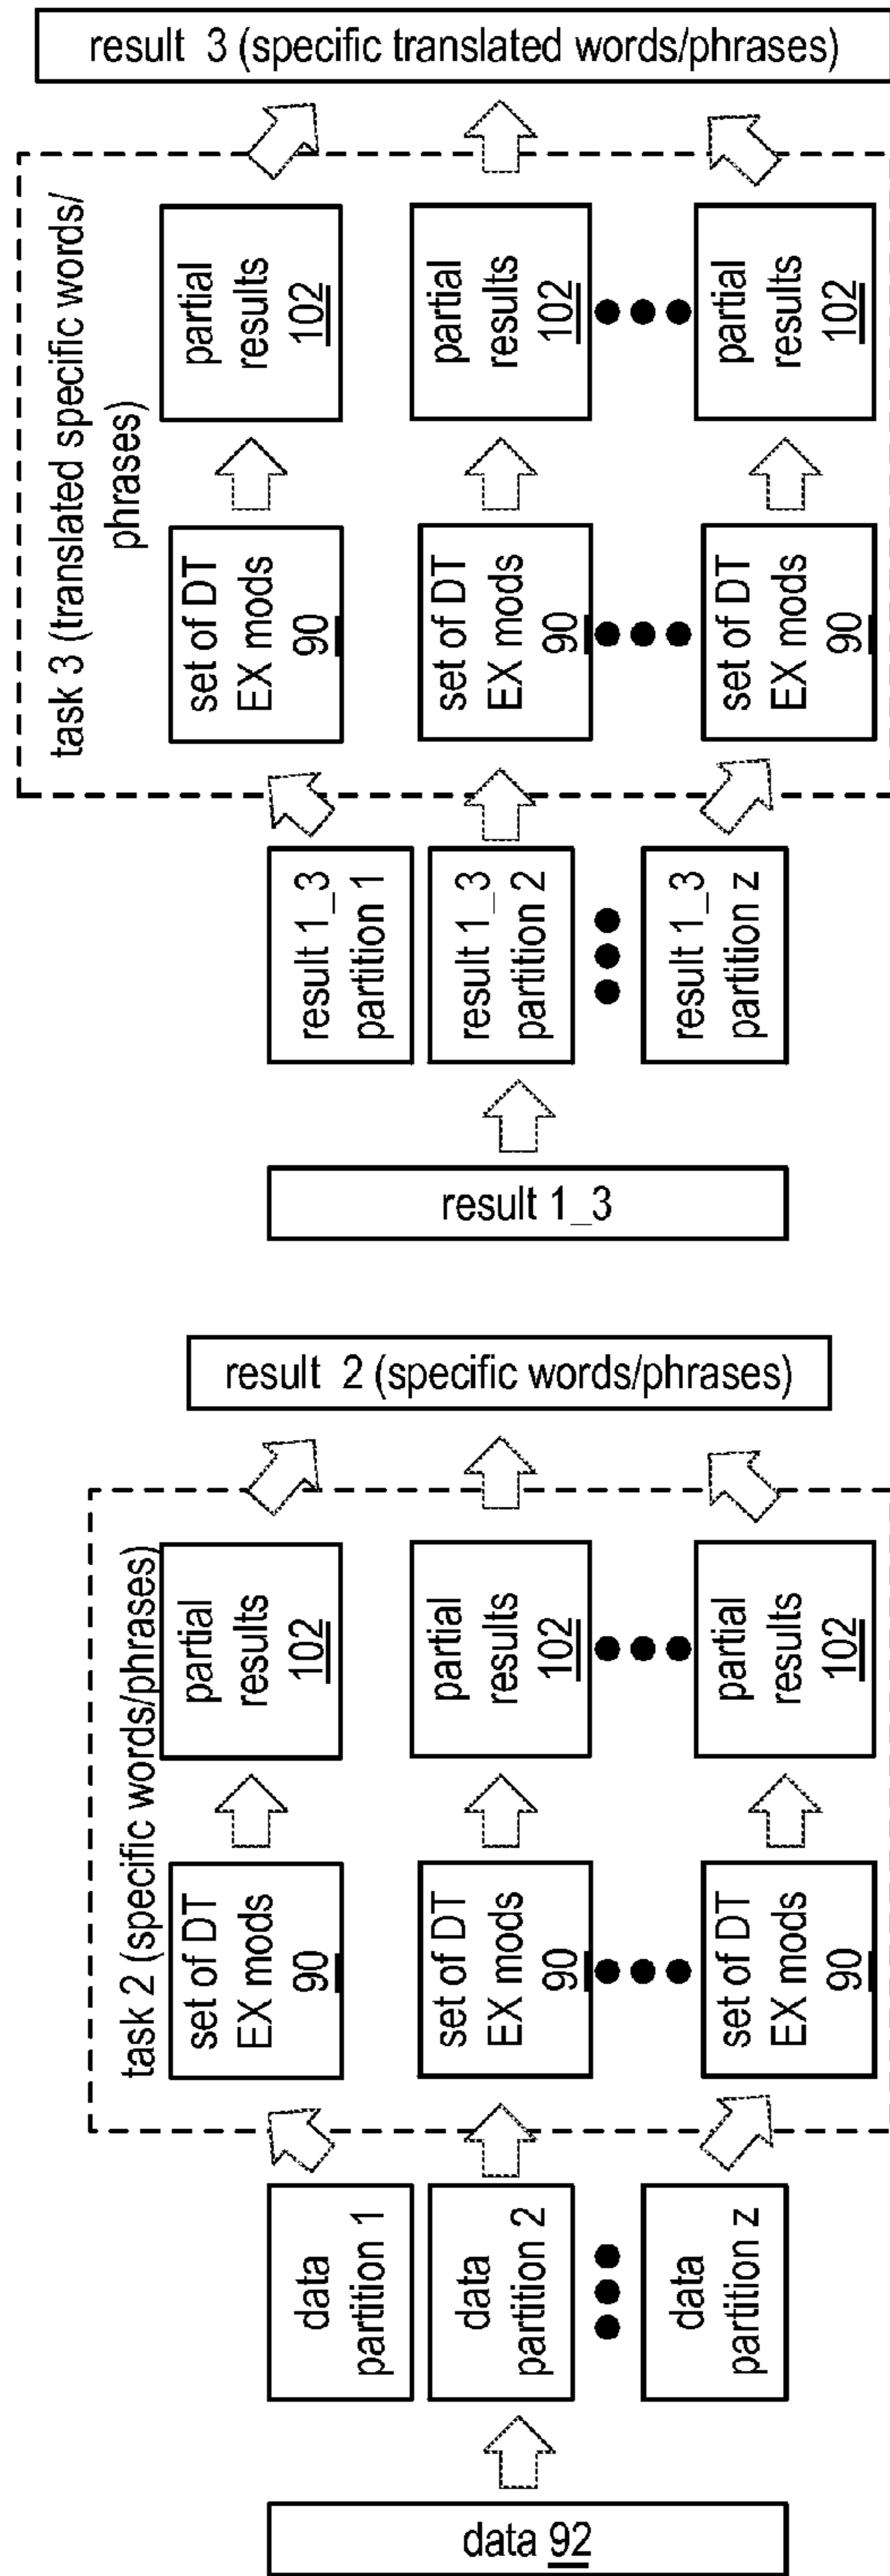 data 92
data
partition 1
data
partition 2
data
partition z
task 2 (specific words/phrases)
set of DT
EX mods
90
partial
results
102
set of DT
EX mods
90
partial
results
102
set of DT
EX mods
90
partial
results
102
result 2 (specific words/phrases)
result 1_3
result 1_3
partition 1
result 1_3
partition 2
result 1_3
partition z
task 3 (translated specific words/
phrases)
set of DT
EX mods
90
partial
results
102
set of DT
EX mods
90
partial
results
102
set of DT
EX mods
90
partial
results
102
result 3 (specific translated words/phrases)